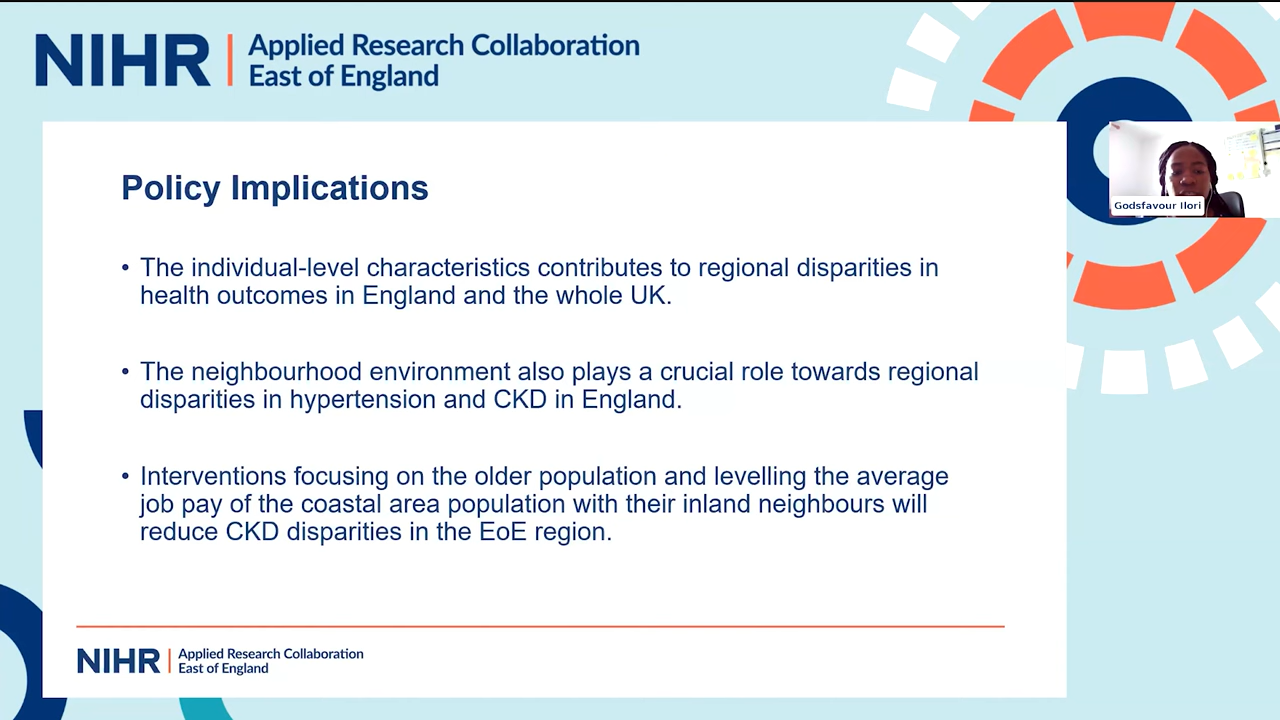 NIHR | Applied Research Collaboration
East of England
Godsfavour Ilori
Policy Implications
• The individual-level characteristics contributes to regional disparities in
health outcomes in England and the whole UK.
• The neighbourhood environment also plays a crucial role towards regional
disparities in hypertension and CKD in England.
• Interventions focusing on the older population and levelling the average
job pay of the coastal area population with their inland neighbours will
reduce CKD disparities in the EoE region.
NIHR | Applied Research Collaboration
East of England